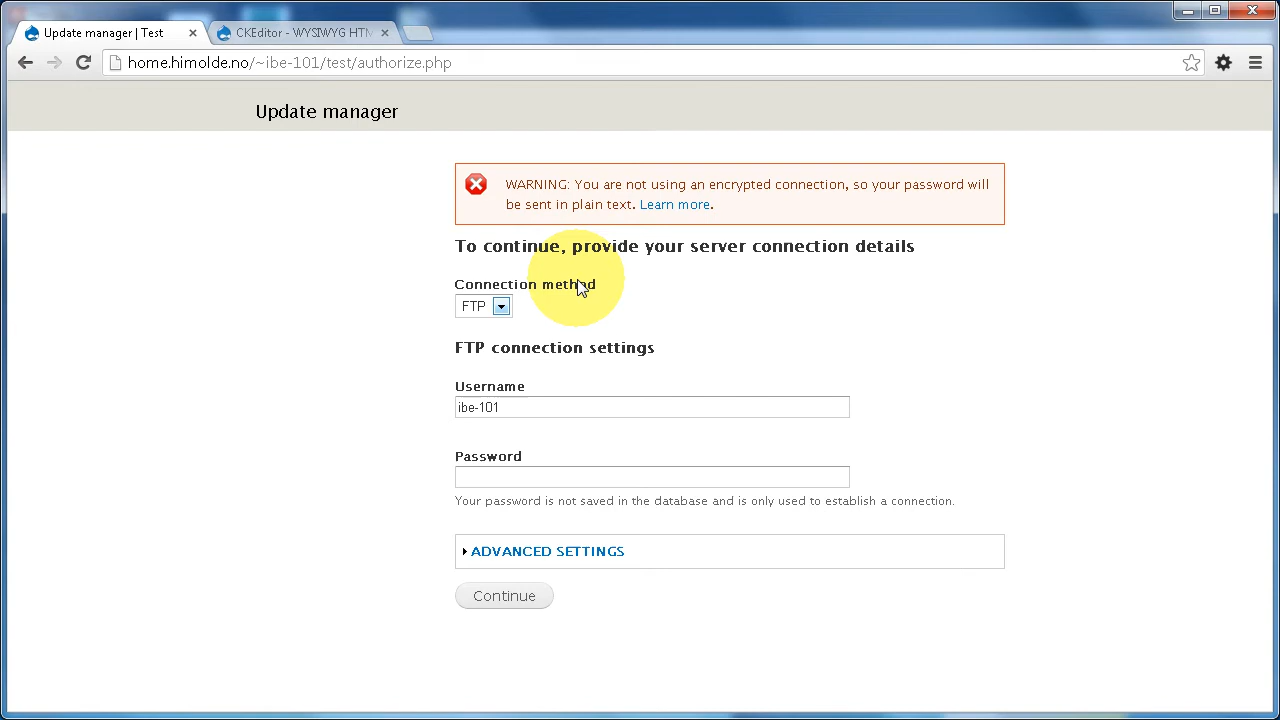 Update manager | Test
CKEditor - WYSIWYG HTM
home.himolde.no/~ibe-101/test/authorize.php
Update manager
WARNING: You are not using an encrypted connection, so your password will
be sent in plain text. Learn more.
To continue, provide your server connection details
Connection method
FTP
FTP connection settings
Username
ibe-101
Password
Your password is not saved in the database and is only used to establish a connection.
ADVANCED SETTINGS
Continue